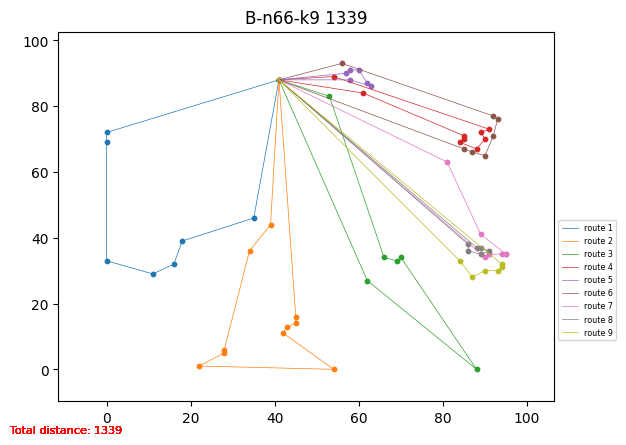 B-n66-k9 1339
100
80
60
40
20
0
0 20 40 60 80 100
route 1
route 2
route 3
route 4
route 5
route 6
route 7
route 8
route 9
Total distance: 1339